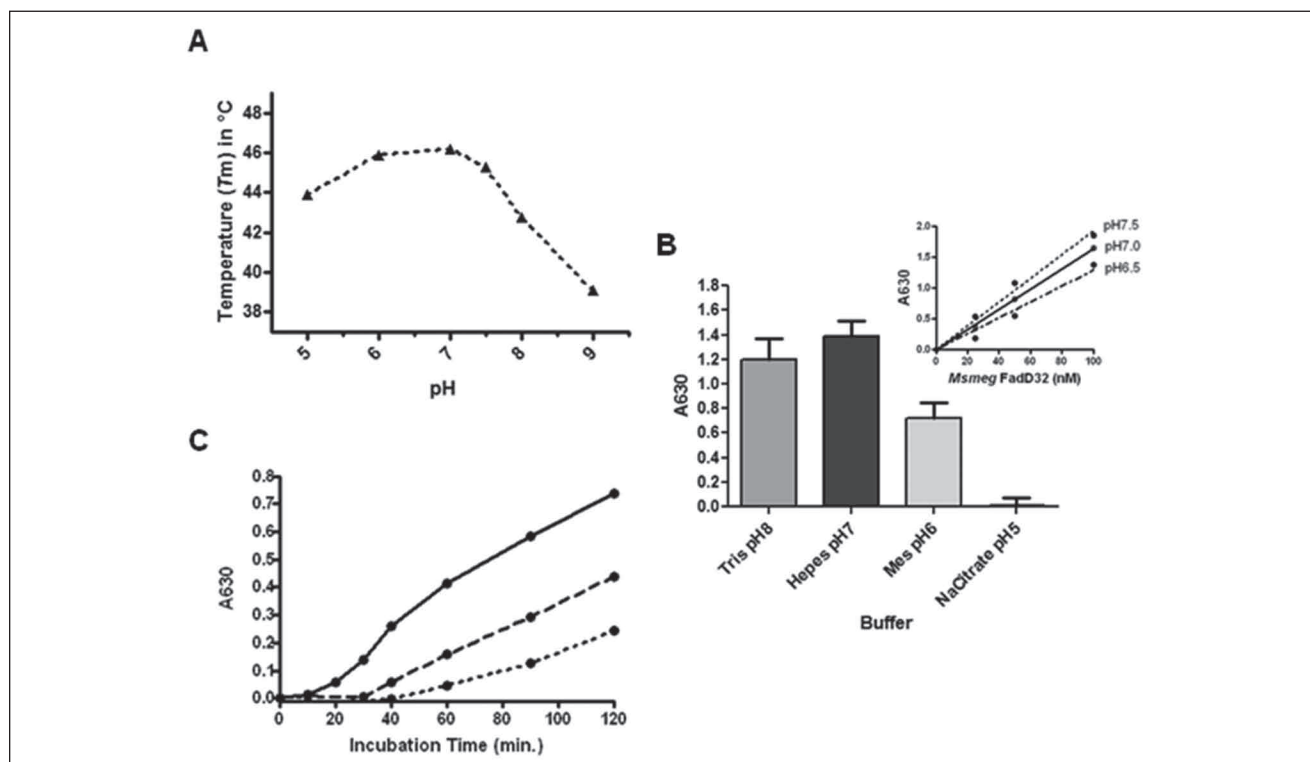 A
Temperature (Tm) in °C
48
46
44
42
40
38
5
6
7
8
9
pH
B
A630
1.8
1.6
1.4
1.2
1.0
0.8
0.6
0.4
0.2
0.0
Tris pH8
Hepes pH7
Mes pH6
NaCitrate pH5
Buffer
A630
2.0
1.5
1.0
0.5
0.0
0
20
40
60
80
100
Msmeg FadD32 (nM)
pH7.5
pH7.0
pH6.5
C
A630
0.8
0.7
0.6
0.5
0.4
0.3
0.2
0.1
0.0
0
20
40
60
80
100
120
Incubation Time (min.)